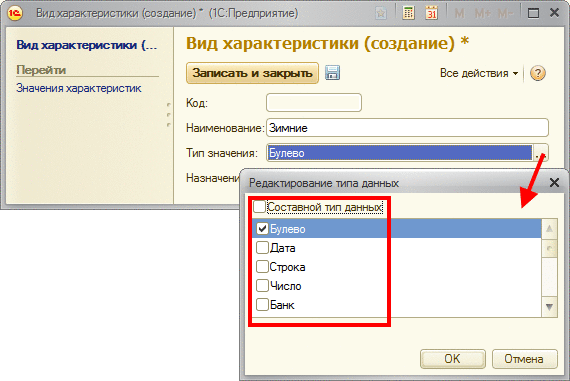 Вид характеристики (создание) * (1С:Предприятие)
M M+ M-
31
Вид характеристики (...
Перейти
Значения характеристик
Вид характеристики (создание) *
Записать и закрыть
Все действия
?
Код:
Наименование: Зимние
Тип значения: Булево ...
Назначени
Редактирование типа данных
Составной тип данных
Булево
Дата
Строка
Число
Банк
OK
Отмена